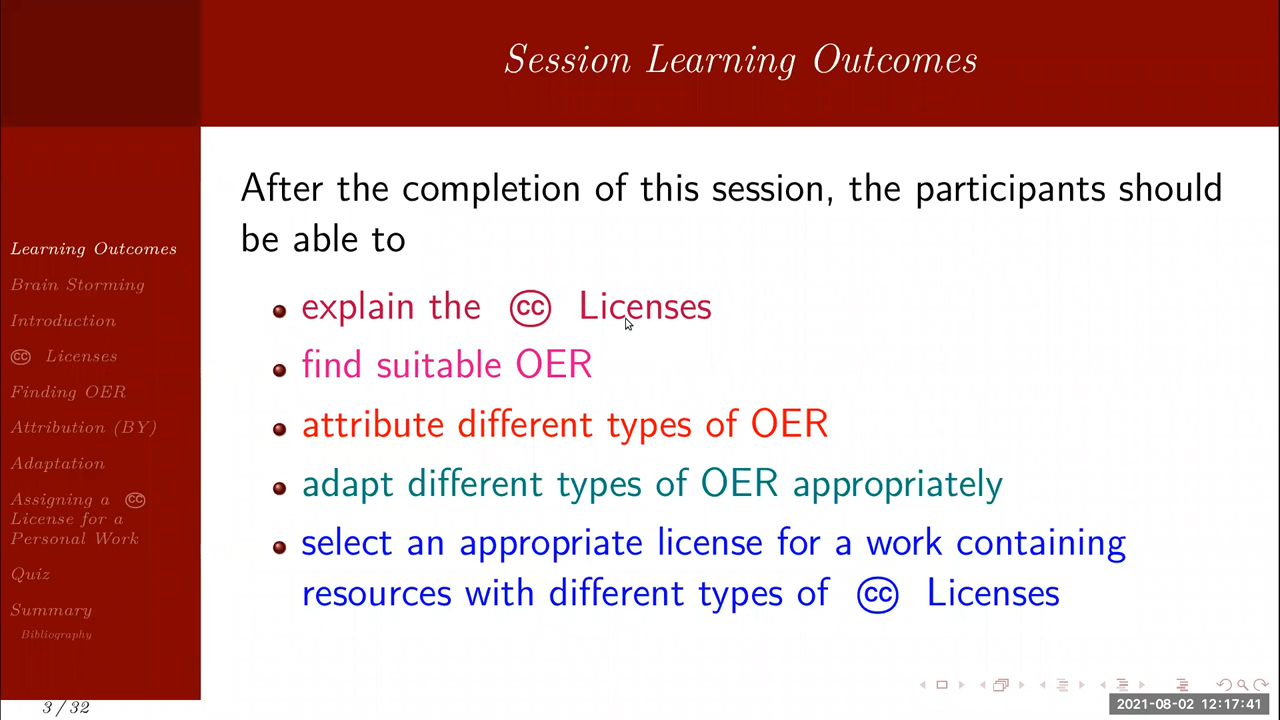 Session Learning Outcomes
Learning Outcomes
Brain Storming
Introduction
cc Licenses
Finding OER
Attribution (BY)
Adaptation
Assigning a cc
License for a
Personal Work
Quiz
Summary
Bibliography
After the completion of this session, the participants should
be able to
explain the cc Licenses
find suitable OER
attribute different types of OER
adapt different types of OER appropriately
select an appropriate license for a work containing
resources with different types of cc Licenses
3 / 32
2021-08-02 12:17:41